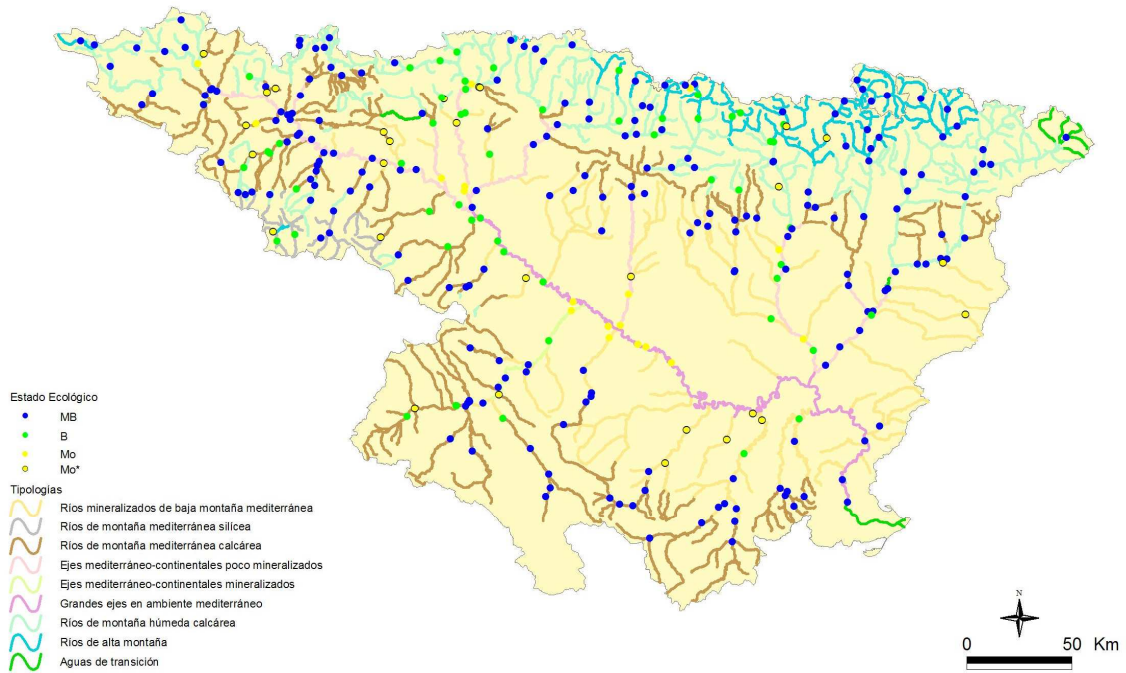 Estado Ecológico
MB
B
Mo
Mo*
Tipologías
Ríos mineralizados de baja montaña mediterránea
Ríos de montaña mediterránea silícea
Ríos de montaña mediterránea calcárea
Ejes mediterráneo-continentales poco mineralizados
Ejes mediterráneo-continentales mineralizados
Grandes ejes en ambiente mediterráneo
Ríos de montaña húmeda calcárea
Ríos de alta montaña
Aguas de transición
N
0 50 Km